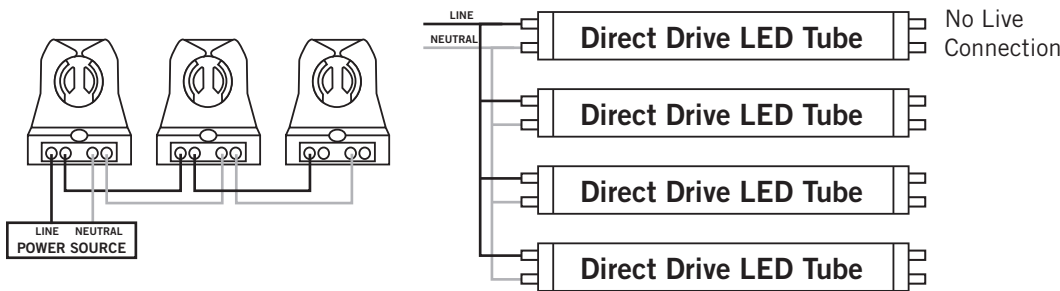 LINE NEUTRAL
POWER SOURCE
LINE
NEUTRAL
Direct Drive LED Tube
No Live
Connection
Direct Drive LED Tube
Direct Drive LED Tube
Direct Drive LED Tube